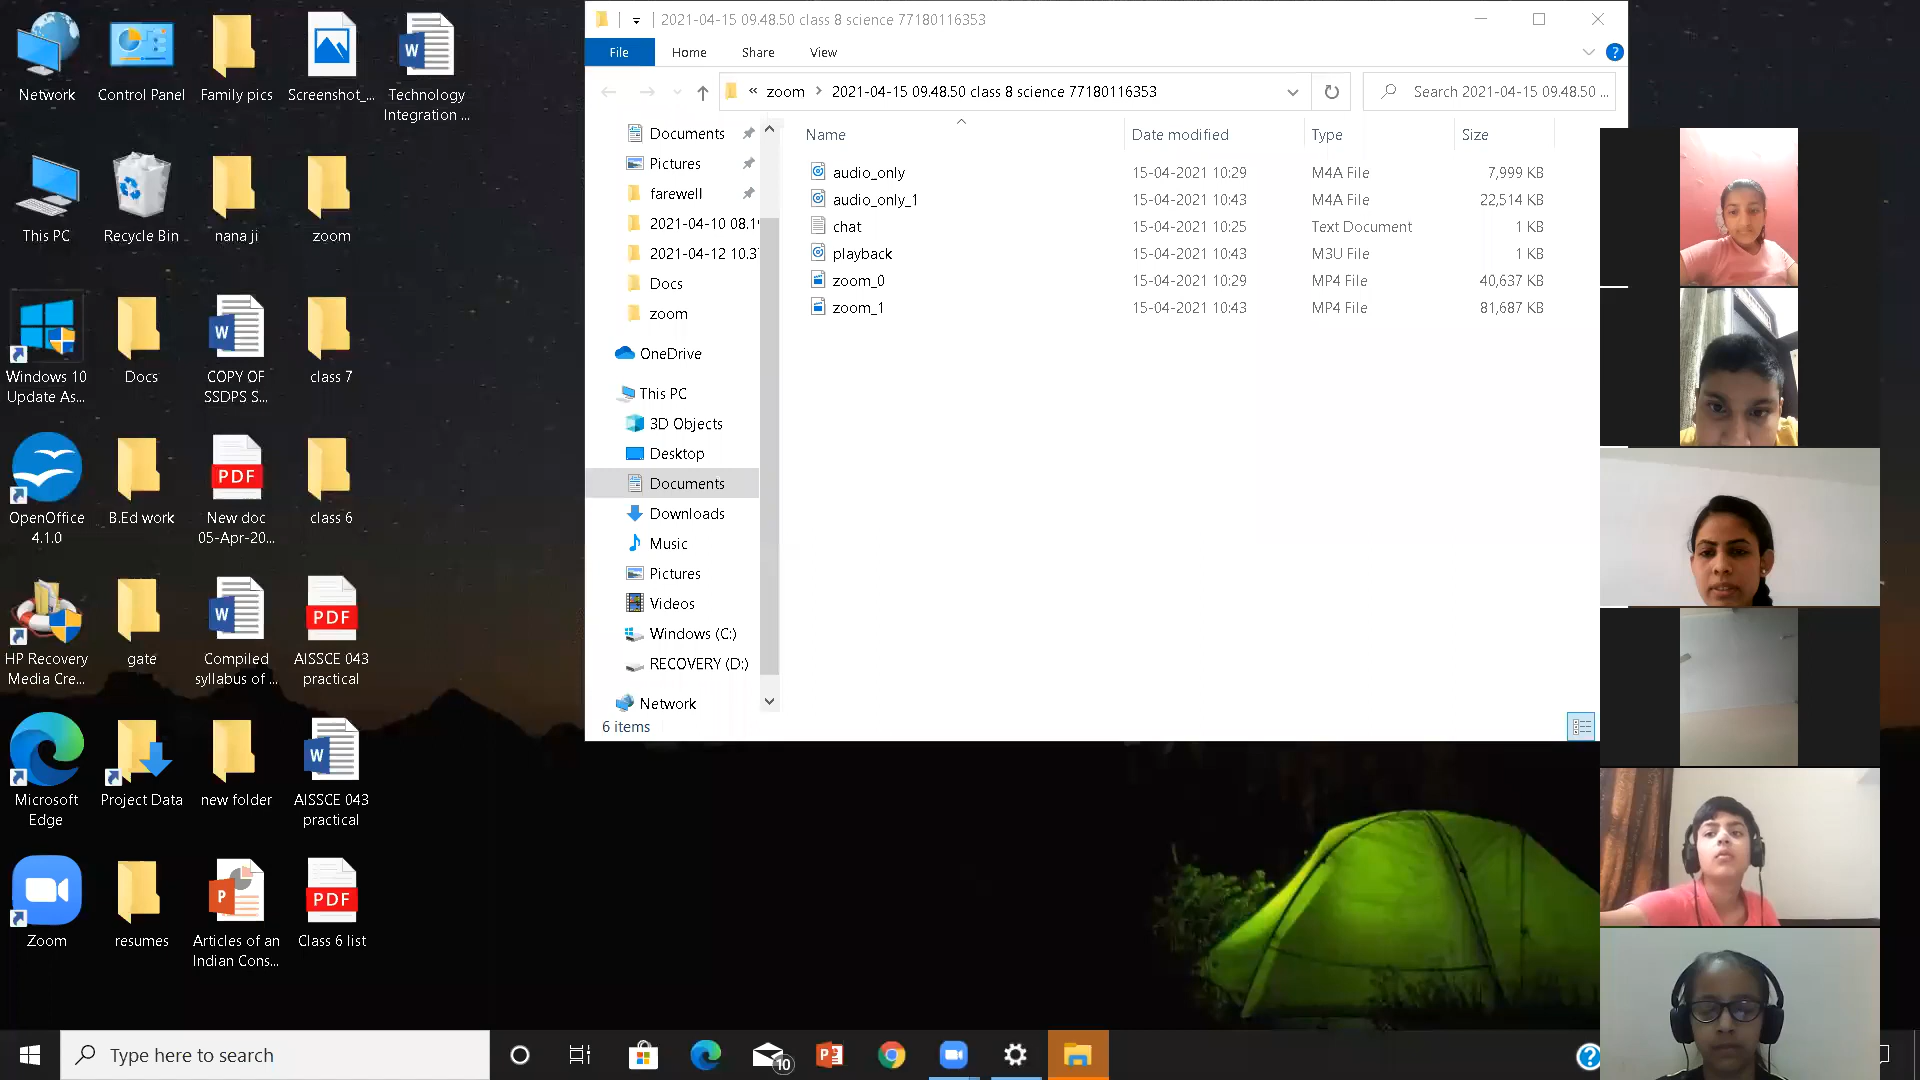 Network
Control Panel
Family pics
Screenshot_...
Technology
Integration ...
This PC
Recycle Bin
nana ji
zoom
Windows 10
Update As...
Docs
COPY OF
SSDPS S...
class 7
OpenOffice
4.1.0
B.Ed work
PDF
New doc
05-Apr-20...
class 6
HP Recovery
Media Cre...
gate
Compiled
syllabus of ...
PDF
AISSCE 043
practical
Microsoft
Edge
Project Data
new folder
AISSCE 043
practical
Zoom
resumes
Articles of an
Indian Cons...
PDF
Class 6 list
2021-04-15 09.48.50 class 8 science 77180116353
File Home Share View
« zoom > 2021-04-15 09.48.50 class 8 science 77180116353
Search 2021-04-15 09.48.50 ...
Documents
Pictures
farewell
2021-04-10 08.1
2021-04-12 10.3
Docs
zoom
OneDrive
This PC
3D Objects
Desktop
Documents
Downloads
Music
Pictures
Videos
Windows (C:)
RECOVERY (D:)
Network
6 items
Name Date modified Type Size
audio_only 15-04-2021 10:29 M4A File 7,999 KB
audio_only_1 15-04-2021 10:43 M4A File 22,514 KB
chat 15-04-2021 10:25 Text Document 1 KB
playback 15-04-2021 10:43 M3U File 1 KB
zoom_0 15-04-2021 10:29 MP4 File 40,637 KB
zoom_1 15-04-2021 10:43 MP4 File 81,687 KB
Type here to search
10